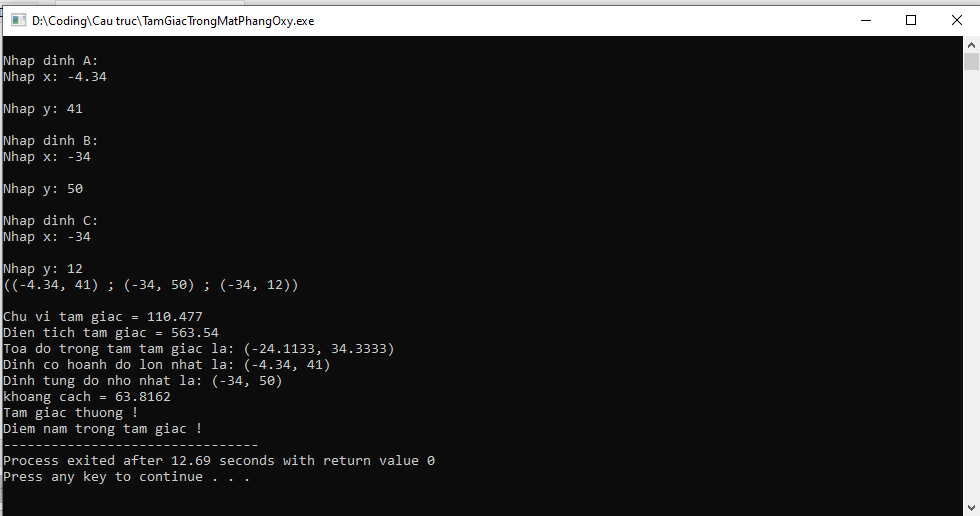 D:\Coding\Cau truc\TamGiacTrongMatPhangOxy.exe
Nhap dinh A:
Nhap x: -4.34
Nhap y: 41
Nhap dinh B:
Nhap x: -34
Nhap y: 50
Nhap dinh C:
Nhap x: -34
Nhap y: 12
((-4.34, 41) ; (-34, 50) ; (-34, 12))
Chu vi tam giac = 110.477
Dien tich tam giac = 563.54
Toa do trong tam tam giac la: (-24.1133, 34.3333)
Dinh co hoanh do lon nhat la: (-4.34, 41)
Dinh tung do nho nhat la: (-34, 50)
khoang cach = 63.8162
Tam giac thuong !
Diem nam trong tam giac !
--------------------------------
Process exited after 12.69 seconds with return value 0
Press any key to continue . . .